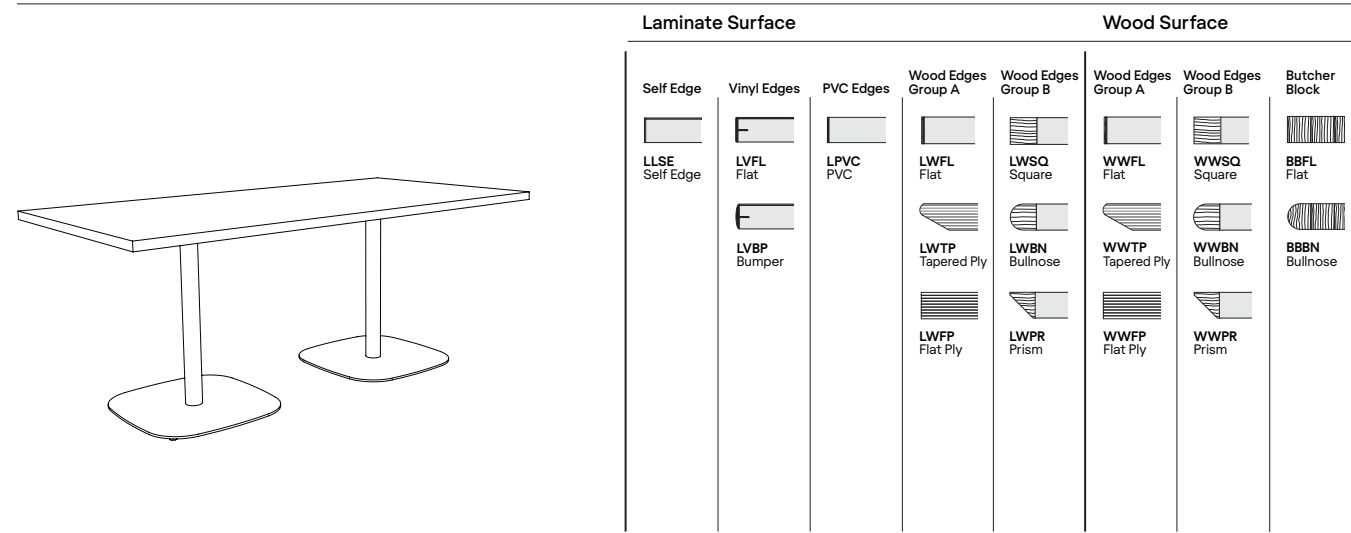 Laminate Surface
Wood Surface
Self Edge
Vinyl Edges
PVC Edges
Wood Edges
Group A
Wood Edges
Group B
Wood Edges
Group A
Wood Edges
Group B
Butcher
Block
LLSE
Self Edge
LVFL
Flat
LVBP
Bumper
LPVC
PVC
LWFL
Flat
LWTP
Tapered Ply
LWFP
Flat Ply
LWSQ
Square
LWBN
Bullnose
LWPR
Prism
WWFL
Flat
WWTP
Tapered Ply
WWFP
Flat Ply
WWSQ
Square
WWBN
Bullnose
WWPR
Prism
BBFL
Flat
BBBN
Bullnose